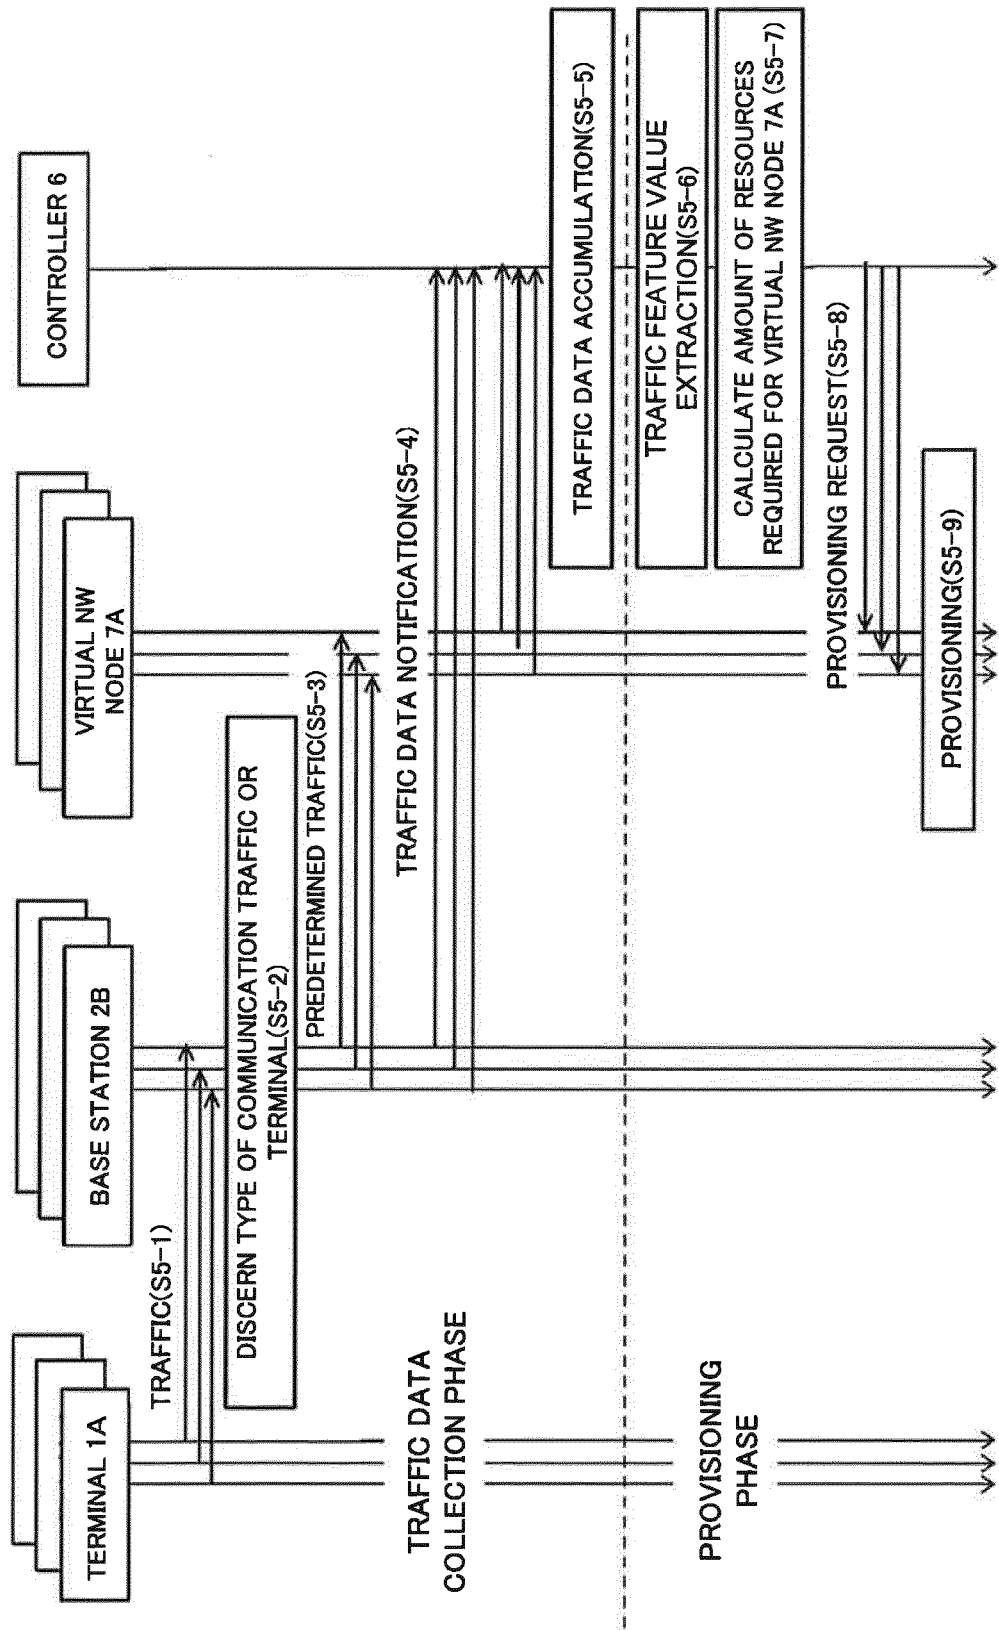 TERMINAL 1A
BASE STATION 2B
VIRTUAL NW
NODE 7A
CONTROLLER 6
TRAFFIC(S5-1)
DISCERN TYPE OF COMMUNICATION TRAFFIC OR
TERMINAL(S5-2)
PREDETERMINED TRAFFIC(S5-3)
TRAFFIC DATA NOTIFICATION(S5-4)
TRAFFIC DATA
COLLECTION PHASE
TRAFFIC DATA ACCUMULATION(S5-5)
TRAFFIC FEATURE VALUE
EXTRACTION(S5-6)
PROVISIONING
PHASE
CALCULATE AMOUNT OF RESOURCES
REQUIRED FOR VIRTUAL NW NODE 7A (S5-7)
PROVISION REQUEST(S5-8)
PROVISIONING(S5-9)